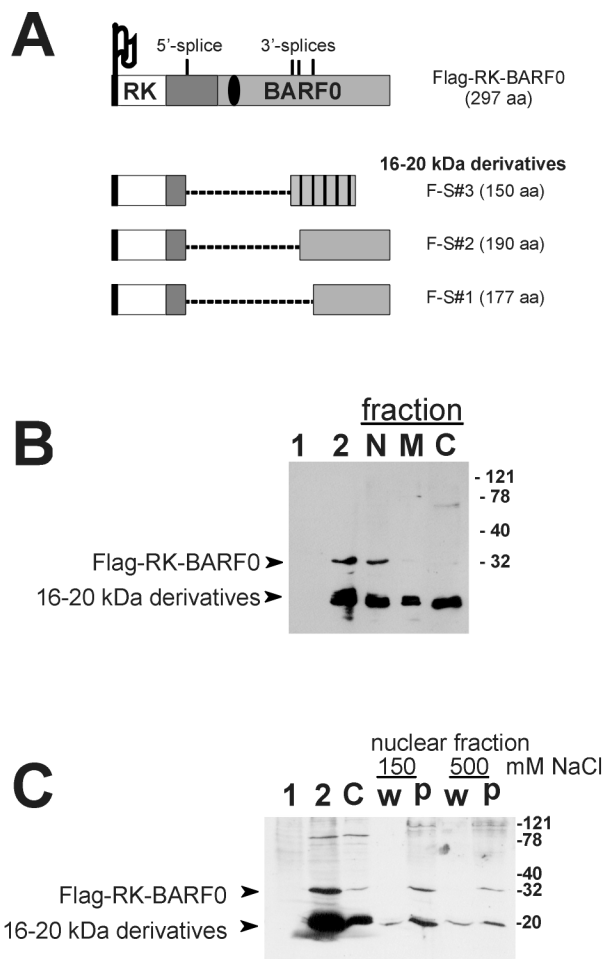 A
5'-splice 3'-splices
RK BARF0 Flag-RK-BARF0
(297 aa)
16-20 kDa derivatives
F-S#3 (150 aa)
F-S#2 (190 aa)
F-S#1 (177 aa)
B
fraction
1 2 N M C
- 121
- 78
- 40
Flag-RK-BARF0 - 32
16-20 kDa derivatives
C
nuclear fraction
150 500 mM NaCl
1 2 C w p w p
-121
-78
-40
Flag-RK-BARF0 -32
16-20 kDa derivatives -20